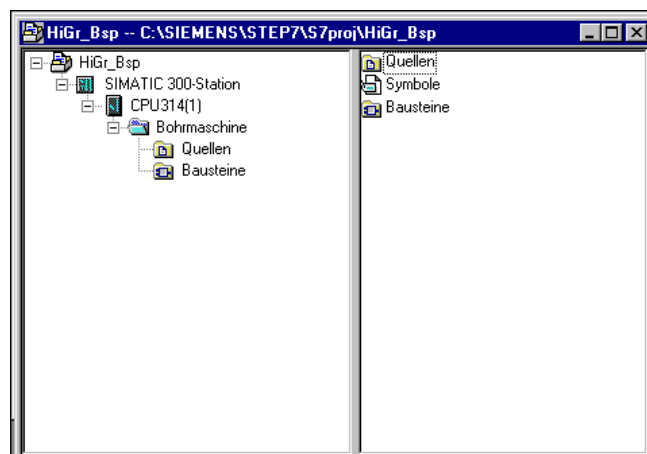 HiGr_Bsp -- C:\SIEMENS\STEP7\S7proj\HiGr_Bsp
HiGr_Bsp
SIMATIC 300-Station
CPU314(1)
Bohrmaschine
Quellen
Bausteine
Quellen
Symbole
Bausteine